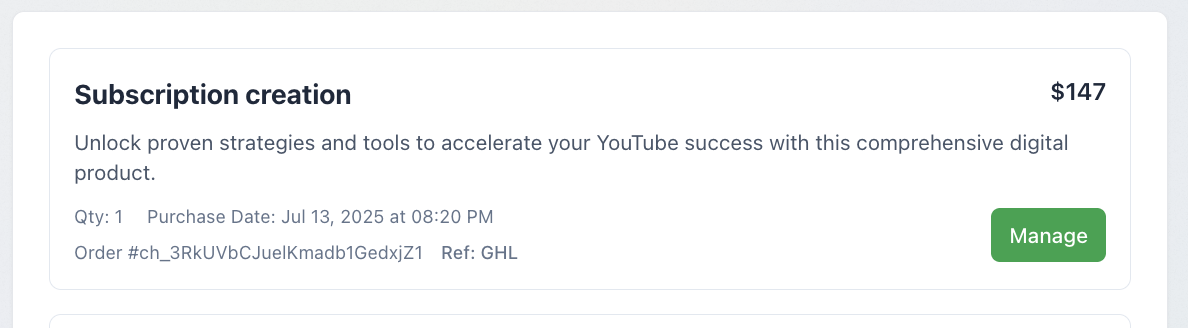 Subscription creation
$147
Unlock proven strategies and tools to accelerate your YouTube success with this comprehensive digital
product.
Qty: 1 Purchase Date: Jul 13, 2025 at 08:20 PM
Order #ch_3RkUVbCJuelKmadb1GedxjZ1 Ref: GHL
Manage